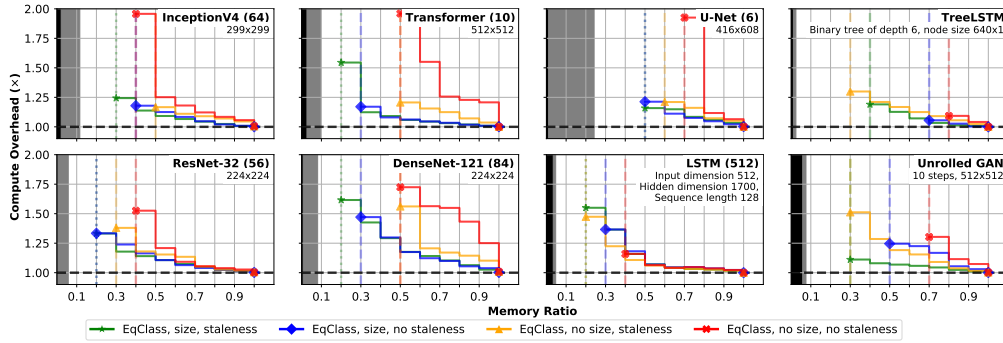 InceptionV4 (64)
299x299
Transformer (10)
512x512
U-Net (6)
416x608
TreeLSTM
Binary tree of depth 6, node size 640x1
2.00
1.75
1.50
1.25
1.00
ResNet-32 (56)
224x224
DenseNet-121 (84)
224x224
LSTM (512)
Input dimension 512,
Hidden dimension 1700,
Sequence length 128
Unrolled GAN
10 steps, 512x512
2.00
1.75
1.50
1.25
1.00
Compute Overhead (×)
0.1 0.3 0.5 0.7 0.9
0.1 0.3 0.5 0.7 0.9
0.1 0.3 0.5 0.7 0.9
0.1 0.3 0.5 0.7 0.9
Memory Ratio
EqClass, size, staleness
EqClass, size, no staleness
EqClass, no size, staleness
EqClass, no size, no staleness